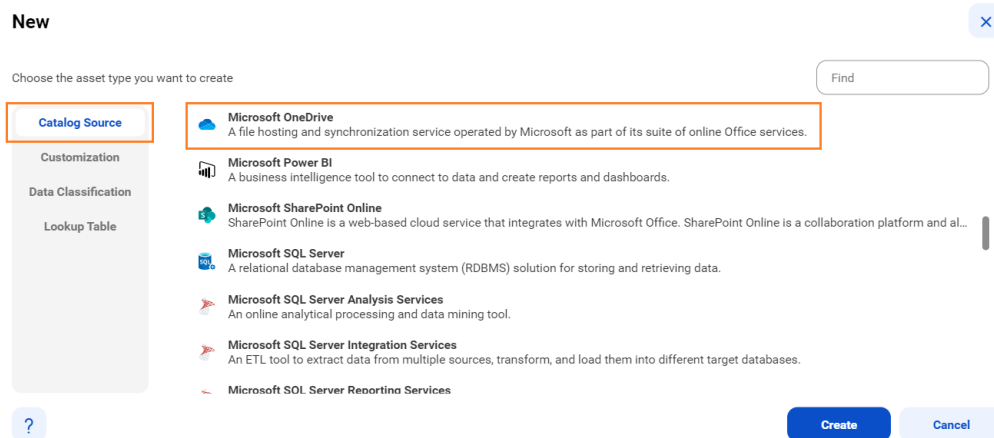 New
Choose the asset type you want to create
Find
Catalog Source
Customization
Data Classification
Lookup Table
Microsoft OneDrive
A file hosting and synchronization service operated by Microsoft as part of its suite of online Office services.
Microsoft Power BI
A business intelligence tool to connect to data and create reports and dashboards.
Microsoft SharePoint Online
SharePoint Online is a web-based cloud service that integrates with Microsoft Office. SharePoint Online is a collaboration platform and al...
SQL
Microsoft SQL Server
A relational database management system (RDBMS) solution for storing and retrieving data.
Microsoft SQL Server Analysis Services
An online analytical processing and data mining tool.
Microsoft SQL Server Integration Services
An ETL tool to extract data from multiple sources, transform, and load them into different target databases.
Microsoft SQL Server Reporting Services
?
Create
Cancel